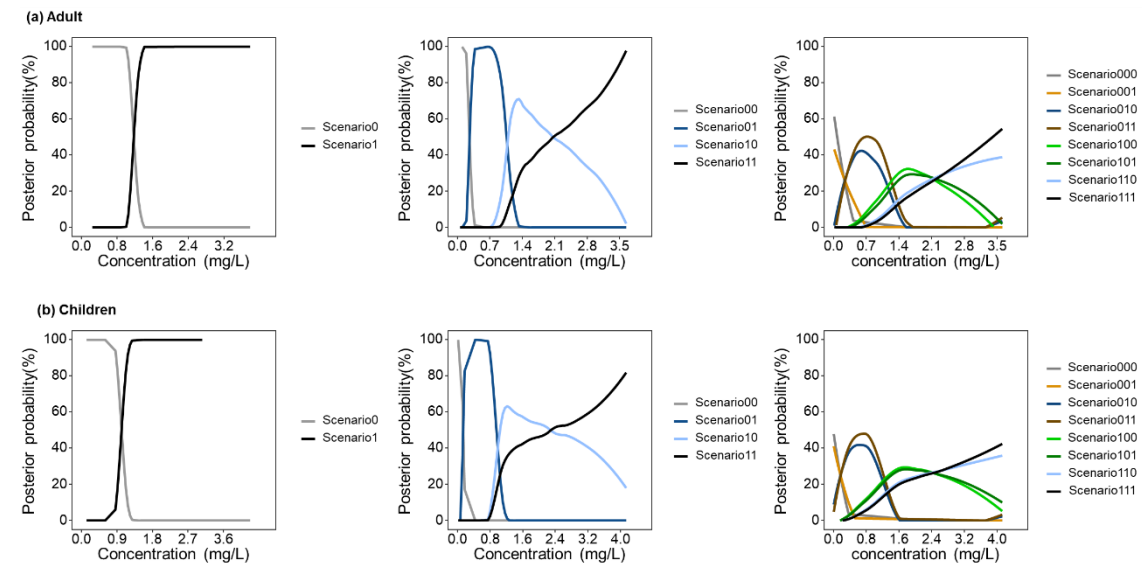 (a) Adult
Posterior probability(%)
100
80
60
40
20
0
0.0 0.9 1.6 2.4 3.2
Concentration (mg/L)
Scenario0
Scenario1
Posterior probability(%)
100
80
60
40
20
0
0.0 0.7 1.4 2.1 2.8 3.5
Concentration (mg/L)
Scenario00
Scenario01
Scenario10
Scenario11
Posterior probability(%)
100
80
60
40
20
0
0.0 0.7 1.4 2.1 2.8 3.5
concentration (mg/L)
Scenario000
Scenario001
Scenario010
Scenario011
Scenario100
Scenario101
Scenario110
Scenario111
(b) Children
Posterior probability(%)
100
80
60
40
20
0
0.0 0.9 1.8 2.7 3.6
Concentration (mg/L)
Scenario0
Scenario1
Posterior probability(%)
100
80
60
40
20
0
0.0 0.8 1.6 2.4 3.2 4.0
Concentration (mg/L)
Scenario00
Scenario01
Scenario10
Scenario11
Posterior probability(%)
100
80
60
40
20
0
0.0 0.8 1.6 2.4 3.2 4.0
concentration (mg/L)
Scenario000
Scenario001
Scenario010
Scenario011
Scenario100
Scenario101
Scenario110
Scenario111